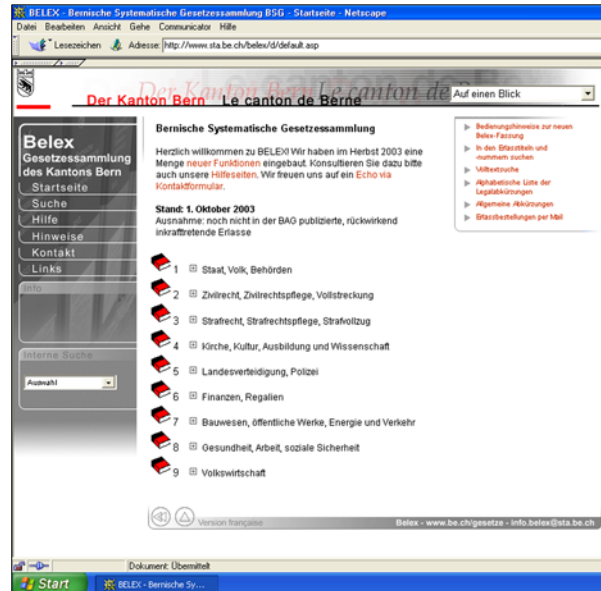 BELEX - Bernische Systematische Gesetzessammlung BSG - Startseite - Netscape
Datei Bearbeiten Ansicht Gehe Communicator Hilfe
Lesezeichen Adresse: http://www.sta.be.ch/belex/d/default.asp
Der Kanton Bern Le canton de
Der Kanton Bern Le canton de Berne
Auf einen Blick
Belex
Gesetzessammlung
des Kantons Bern
Startseite
Suche
Hilfe
Hinweise
Kontakt
Links
Info
Interne Suche
Auswahl
Bernische Systematische Gesetzessammlung
Herzlich willkommen zu BELEX! Wir haben im Herbst 2003 eine
Menge neuer Funktionen eingebaut. Konsultieren Sie dazu bitte
auch unsere Hilfeseiten. Wir freuen uns auf ein Echo via
Kontaktformular.
Stand: 1. Oktober 2003
Ausnahme: noch nicht in der BAG publizierte, rückwirkend
inkrafttretende Erlasse
1 Staat, Volk, Behörden
2 Zivilrecht, Zivilrechtspflege, Vollstreckung
3 Strafrecht, Strafrechtspflege, Strafvollzug
4 Kirche, Kultur, Ausbildung und Wissenschaft
5 Landesverteidigung, Polizei
6 Finanzen, Regalien
7 Bauwesen, öffentliche Werke, Energie und Verkehr
8 Gesundheit, Arbeit, soziale Sicherheit
9 Volkswirtschaft
Bedienungshinweise zur neuen
Belex-Fassung
In den Erlasstiteln und
-nummern suchen
Volltextsuche
Alphabetische Liste der
Legalabkürzungen
Allgemeine Abkürzungen
Erlassbestellungen per Mail
Version française
Belex - www.be.ch/gesetze - info.belex@sta.be.ch
Dokument: Übermittelt
Start
BELEX - Bernische Sy...